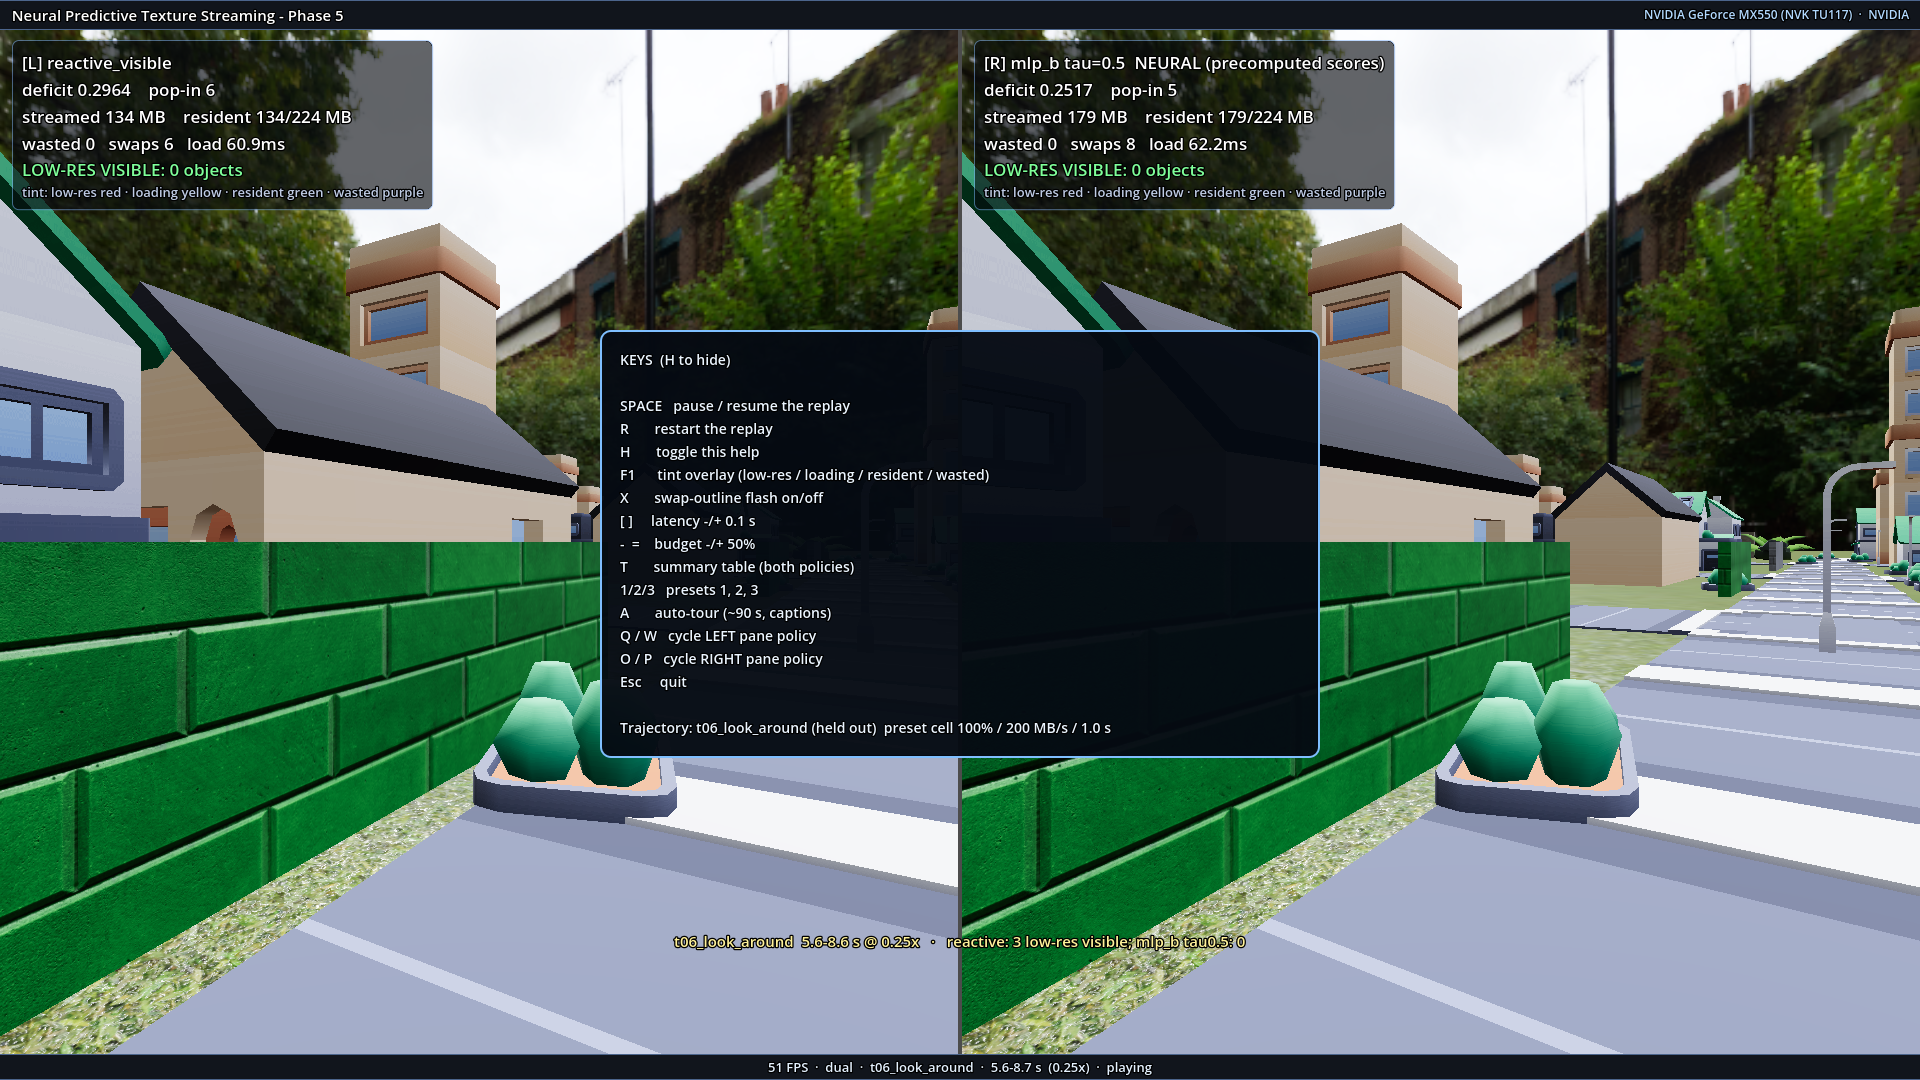 Neural Predictive Texture Streaming - Phase 5
NVIDIA GeForce MX550 (NVK TU117) · NVIDIA
[L] reactive_visible
deficit 0.2964 pop-in 6
streamed 134 MB resident 134/224 MB
wasted 0 swaps 6 load 60.9ms
LOW-RES VISIBLE: 0 objects
tint: low-res red · loading yellow · resident green · wasted purple
[R] mlp_b tau=0.5 NEURAL (precomputed scores)
deficit 0.2517 pop-in 5
streamed 179 MB resident 179/224 MB
wasted 0 swaps 8 load 62.2ms
LOW-RES VISIBLE: 0 objects
tint: low-res red · loading yellow · resident green · wasted purple
KEYS (H to hide)
SPACE pause / resume the replay
R restart the replay
H toggle this help
F1 tint overlay (low-res / loading / resident / wasted)
X swap-outline flash on/off
[ ] latency -/+ 0.1 s
- = budget -/+ 50%
T summary table (both policies)
1/2/3 presets 1, 2, 3
A auto-tour (~90 s, captions)
Q / W cycle LEFT pane policy
O / P cycle RIGHT pane policy
Esc quit
Trajectory: t06_look_around (held out) preset cell 100% / 200 MB/s / 1.0 s
t06_look_around 5.6-8.6 s @ 0.25x · reactive: 3 low-res visible; mlp_b tau0.5: 0
51 FPS · dual · t06_look_around · 5.6-8.7 s (0.25x) · playing